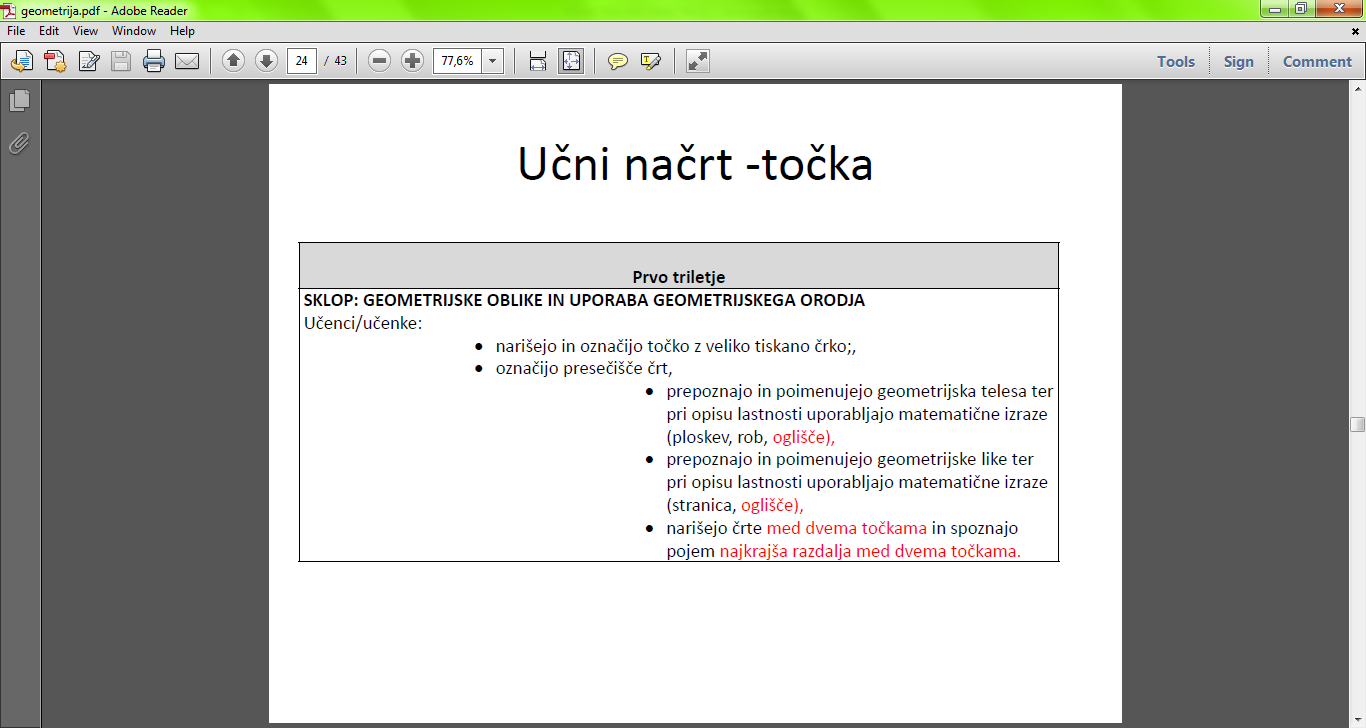 geometrija.pdf - Adobe Reader
File Edit View Window Help
24 / 43 77,6% Tools Sign Comment
Učni načrt -točka
Prvo triletje
SKLOP: GEOMETRIJSKE OBLIKE IN UPORABA GEOMETRIJSKEGA ORODJA
Učenci/učenke:
• narišejo in označijo točko z veliko tiskano črko;,
• označijo presečišče črt,
• prepoznajo in poimenujejo geometrijska telesa ter
pri opisu lastnosti uporabljajo matematične izraze
(ploskev, rob, oglišče),
• prepoznajo in poimenujejo geometrijske like ter
pri opisu lastnosti uporabljajo matematične izraze
(stranica, oglišče),
• narišejo črte med dvema točkama in spoznajo
pojem najkrajša razdalja med dvema točkama.